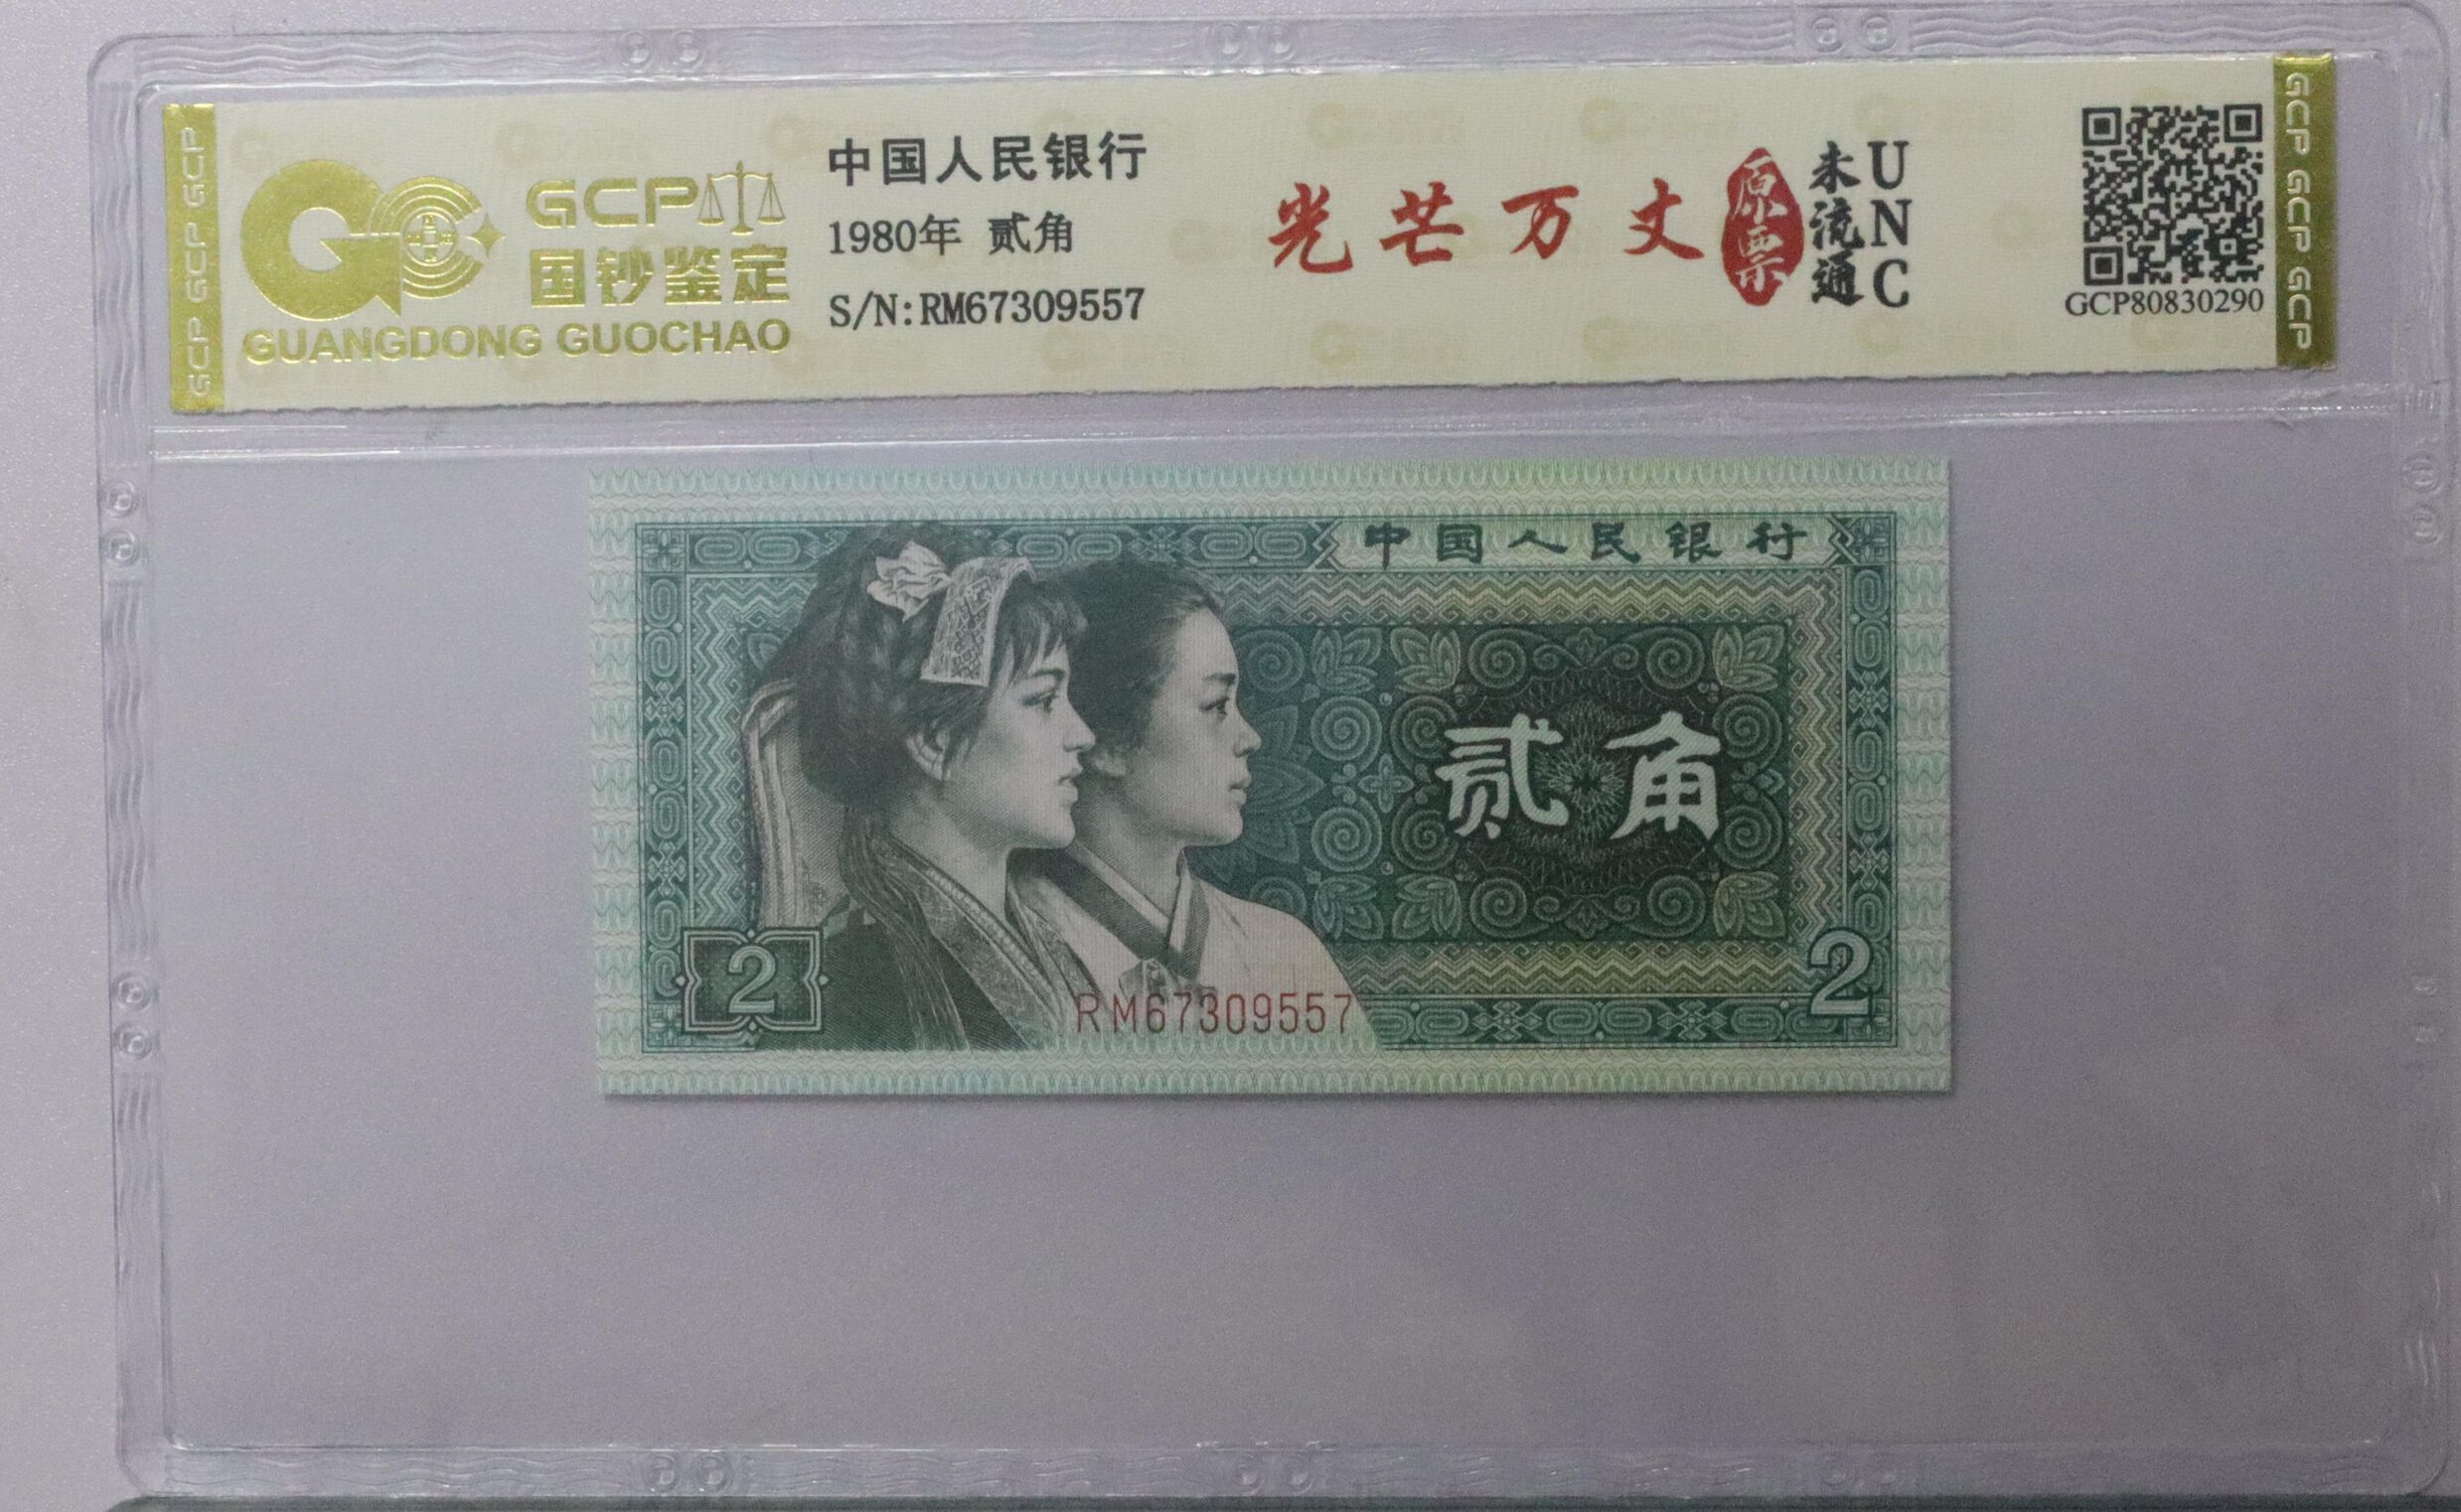 GCP GCP GCP
GCP
国钞鉴定
GUANGDONG GUOCHAO
中国人民银行
1980年 贰角
S/N:RM67309557
光芒万丈
原票
未流通
UNC
GCP80830290
GCP GCP GCP
中国人民银行
贰角
2
RM67309557
2